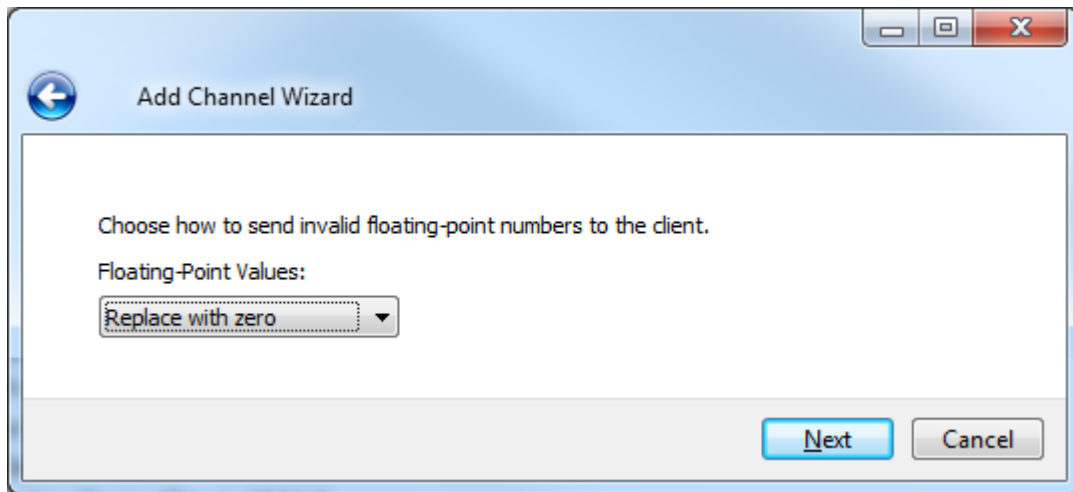 Add Channel Wizard
Choose how to send invalid floating-point numbers to the client.
Floating-Point Values:
Replace with zero
Next Cancel